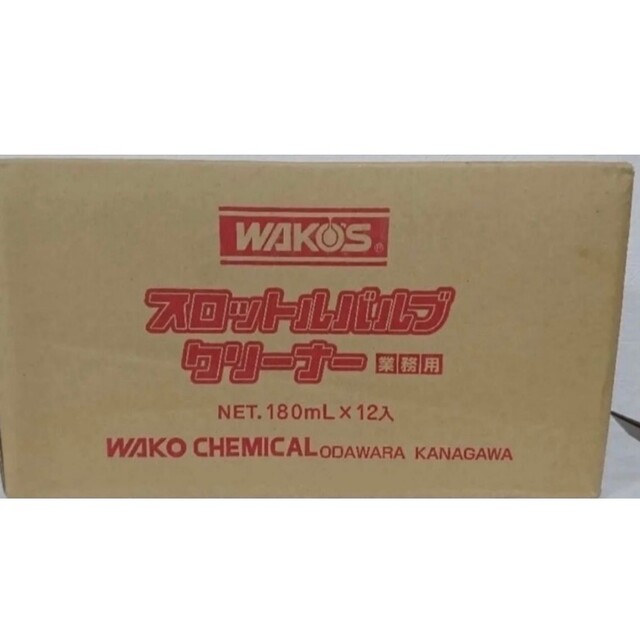 WAKO'S®
スロットルバルブ
クリーナー 業務用
NET.180mL×12入
WAKO CHEMICAL ODAWARA KANAGAWA